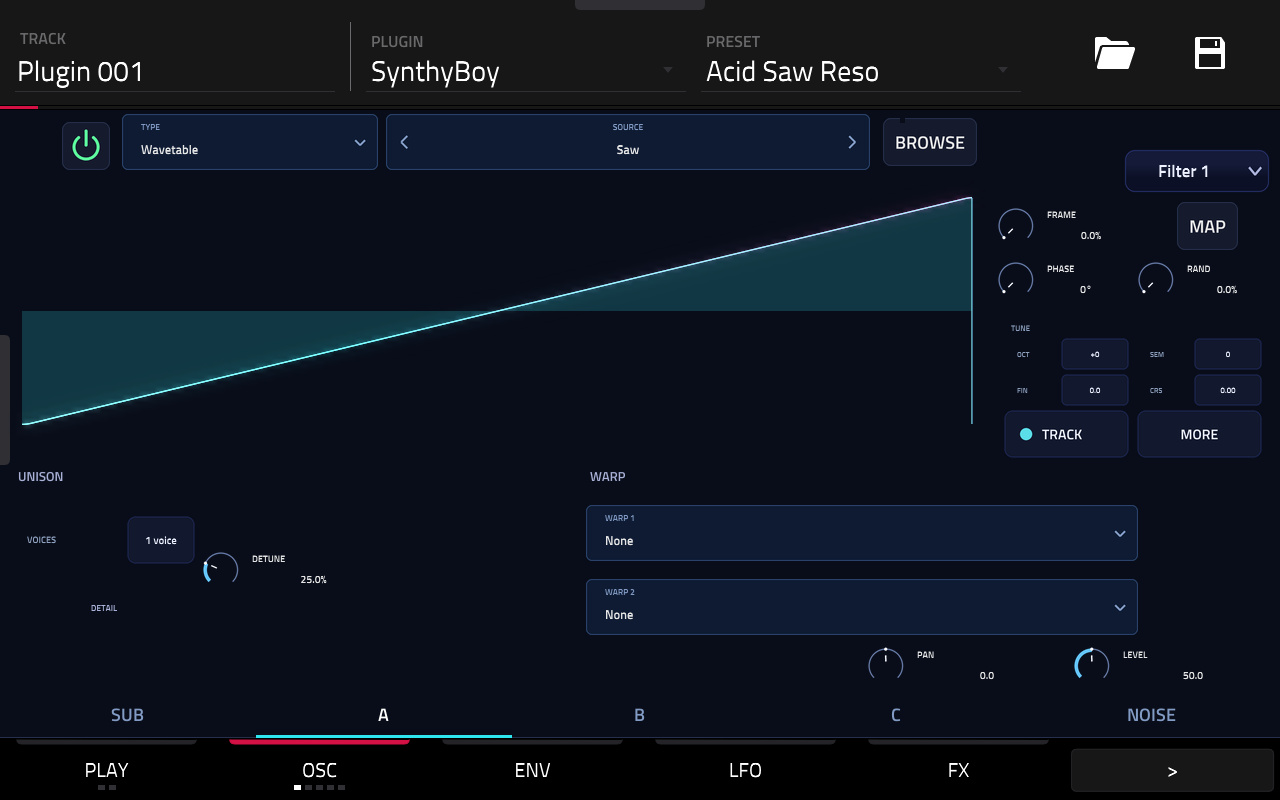 TRACK
Plugin 001
PLUGIN
SynthyBoy
PRESET
Acid Saw Reso
TYPE
Wavetable
SOURCE
Saw
BROWSE
Filter 1
FRAME
0.0%
MAP
PHASE
0°
RAND
0.0%
TUNE
OCT
+0
SEM
0
FIN
0.0
CRS
0.00
TRACK
MORE
UNISON
VOICES
1 voice
DETUNE
25.0%
DETAIL
WARP
WARP 1
None
WARP 2
None
PAN
0.0
LEVEL
50.0
SUB
A
B
C
NOISE
PLAY
OSC
ENV
LFO
FX
>